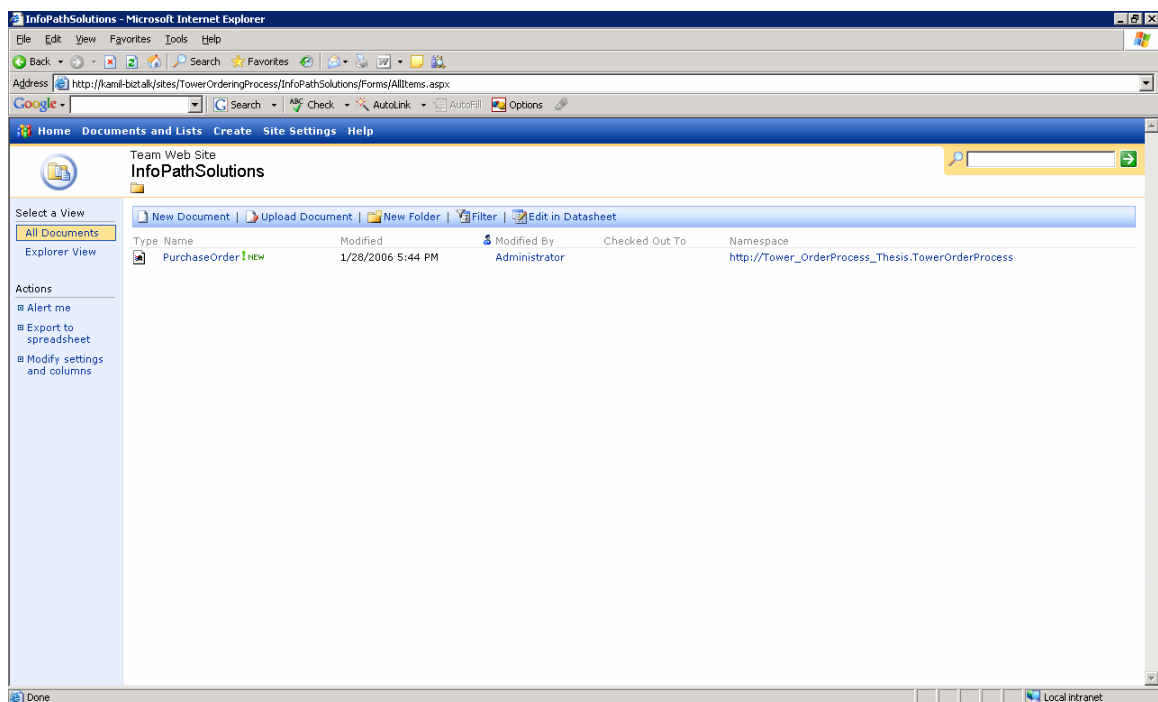 InfoPathSolutions - Microsoft Internet Explorer
File Edit View Favorites Tools Help
Back Search Favorites
Address http://kamil-biztalk/sites/TowerOrderingProcess/InfoPathSolutions/Forms/AllItems.aspx
Google Search ABC Check AutoLink AutoFill Options
Home Documents and Lists Create Site Settings Help
Team Web Site
InfoPathSolutions
Select a View
All Documents
Explorer View
Actions
Alert me
Export to
spreadsheet
Modify settings
and columns
New Document | Upload Document | New Folder | Filter | Edit in Datasheet
Type Name Modified Modified By Checked Out To Namespace
PurchaseOrder ! NEW 1/28/2006 5:44 PM Administrator http://Tower_OrderProcess_Thesis.TowerOrderProcess
Done Local intranet